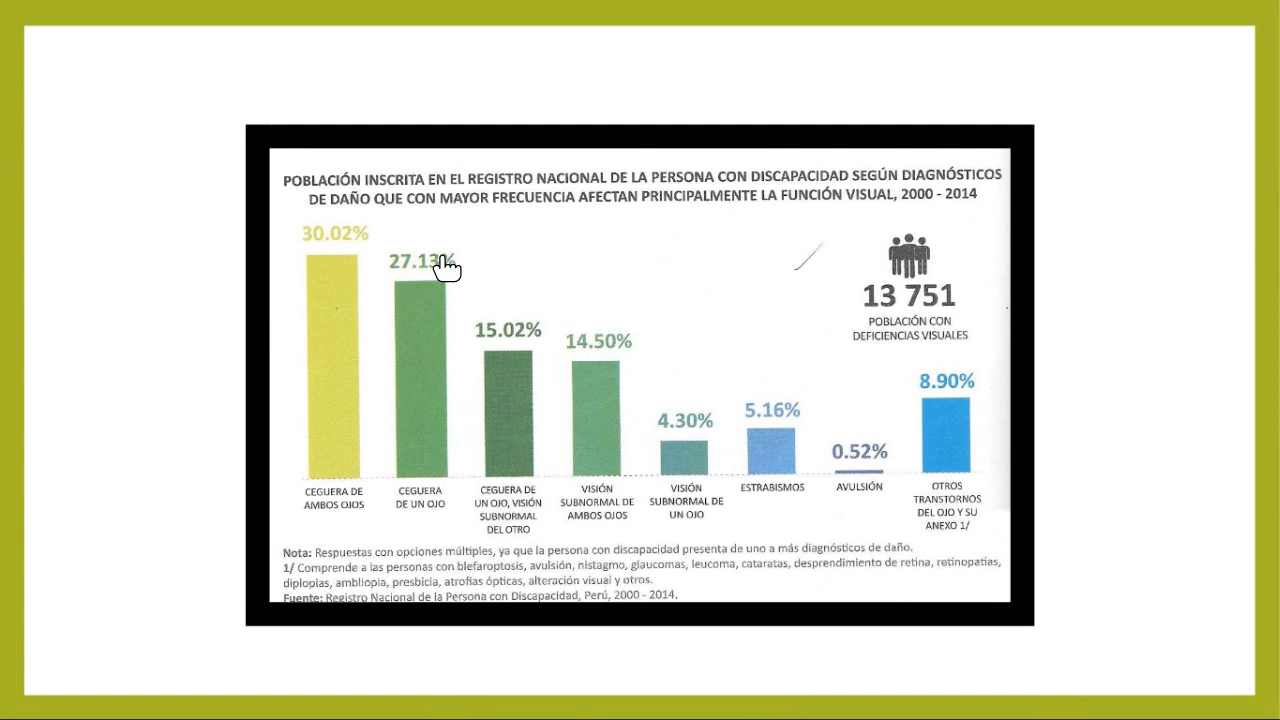 POBLACIÓN INSCRITA EN EL REGISTRO NACIONAL DE LA PERSONA CON DISCAPACIDAD SEGÚN DIAGNÓSTICOS
DE DAÑO QUE CON MAYOR FRECUENCIA AFECTAN PRINCIPALMENTE LA FUNCIÓN VISUAL, 2000 - 2014
30.02%
27.13%
15.02%
14.50%
4.30%
5.16%
0.52%
8.90%
13 751
POBLACIÓN CON
DEFICIENCIAS VISUALES
CEGUERA DE
AMBOS OJOS
CEGUERA
DE UN OJO
CEGUERA DE
UN OJO, VISIÓN
SUBNORMAL
DEL OTRO
VISIÓN
SUBNORMAL DE
AMBOS OJOS
VISIÓN
SUBNORMAL DE
UN OJO
ESTRABISMOS
AVULSIÓN
OTROS
TRANSTORNOS
DEL OJO Y SU
ANEXO 1/
Nota: Respuestas con opciones múltiples, ya que la persona con discapacidad presenta de uno a más diagnósticos de daño.
1/ Comprende a las personas con blefaroptosis, avulsión, nistagmo, glaucomas, leucoma, cataratas, desprendimiento de retina, retinopatías,
diplopias, ambliopia, presbicia, atrofias ópticas, alteración visual y otros.
Fuente: Registro Nacional de la Persona con Discapacidad, Perú, 2000 - 2014.